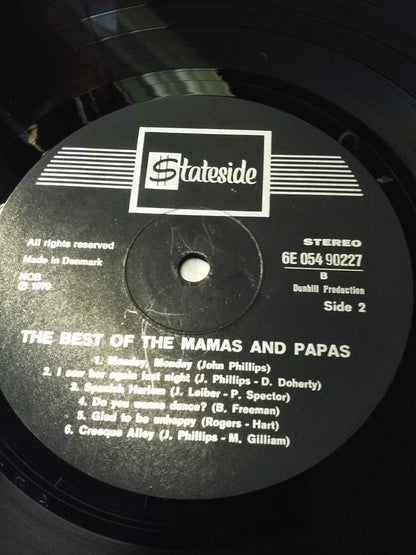 $tateside
All rights reserved
Made in Denmark
NCB
℗ 1970
STEREO
6E 054 90227
B
Dunhill Production
Side 2
THE BEST OF THE MAMAS AND PAPAS
1. Monday, Monday (John Phillips)
2. I saw her again last night (J. Phillips - D. Doherty)
3. Spanish Harlem (J. Leiber - P. Spector)
4. Do you wanna dance? (B. Freeman)
5. Glad to be unhappy (Rogers - Hart)
6. Creeque Alley (J. Phillips - M. Gilliam)